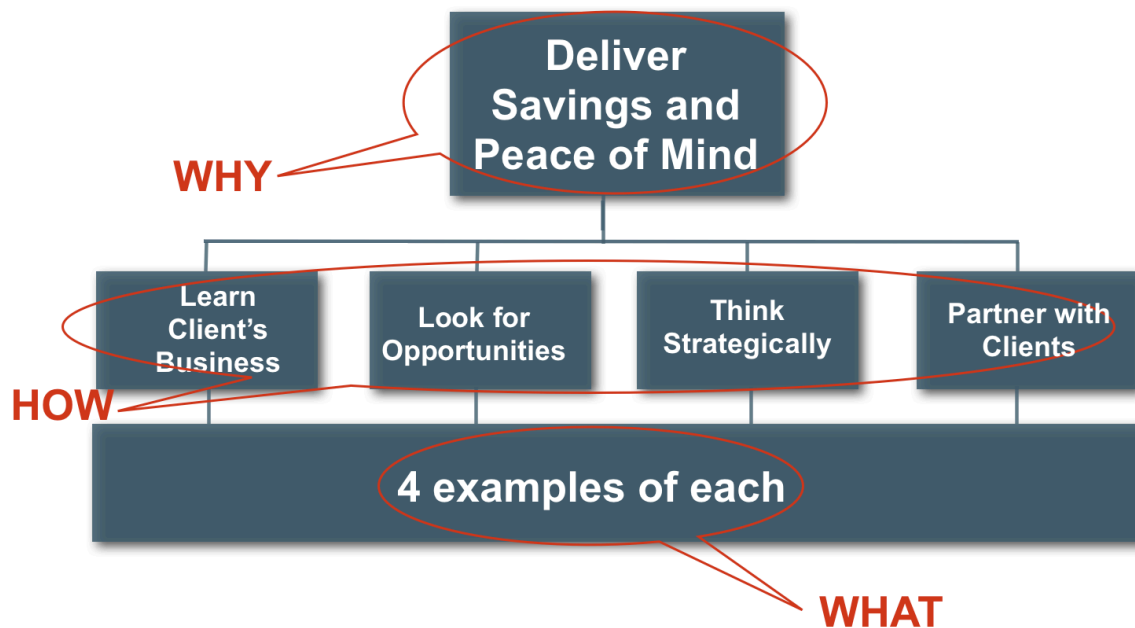 Deliver
Savings and
Peace of Mind
WHY
Learn
Client's
Business
Look for
Opportunities
Think
Strategically
Partner with
Clients
HOW
4 examples of each
WHAT